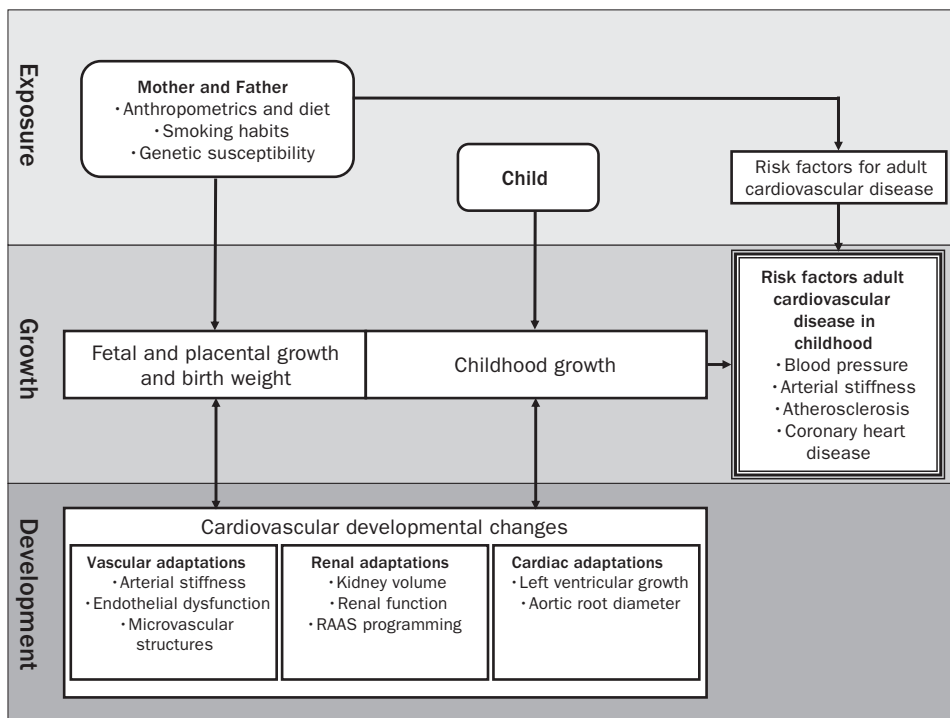 Exposure
Mother and Father
· Anthropometrics and diet
· Smoking habits
· Genetic susceptibility
Child
Risk factors for adult
cardiovascular disease
Growth
Fetal and placental growth
and birth weight
Childhood growth
Risk factors adult
cardiovascular
disease in
childhood
· Blood pressure
· Arterial stiffness
· Atherosclerosis
· Coronary heart
disease
Development
Cardiovascular developmental changes
Vascular adaptations
· Arterial stiffness
· Endothelial dysfunction
· Microvascular
structures
Renal adaptations
· Kidney volume
· Renal function
· RAAS programming
Cardiac adaptations
· Left ventricular growth
· Aortic root diameter